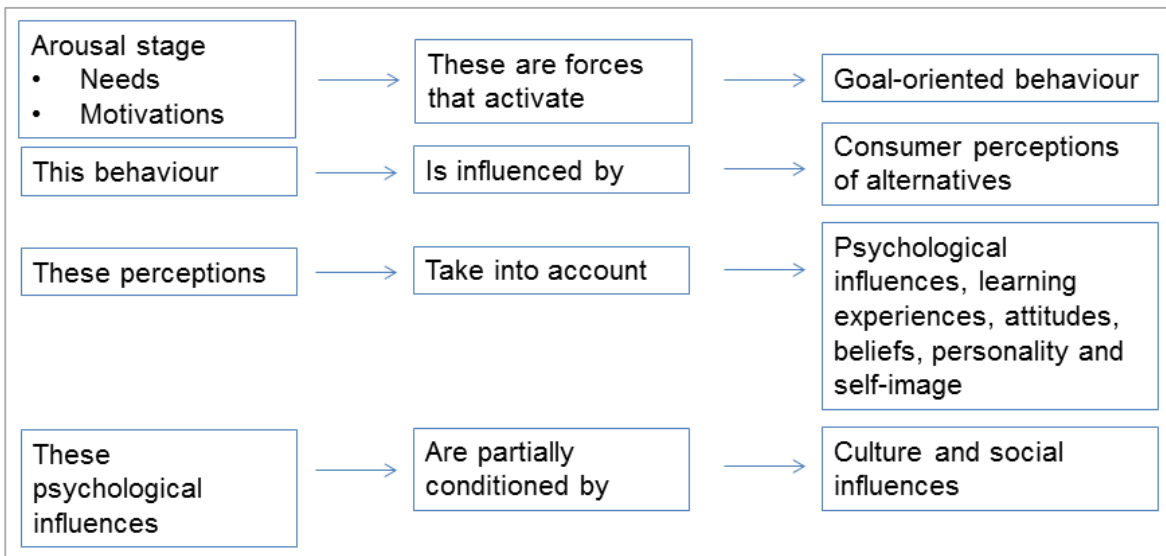 Arousal stage
• Needs
• Motivations
These are forces
that activate
Goal-oriented behaviour
This behaviour
Is influenced by
Consumer perceptions
of alternatives
These perceptions
Take into account
Psychological
influences, learning
experiences, attitudes,
beliefs, personality and
self-image
These
psychological
influences
Are partially
conditioned by
Culture and social
influences